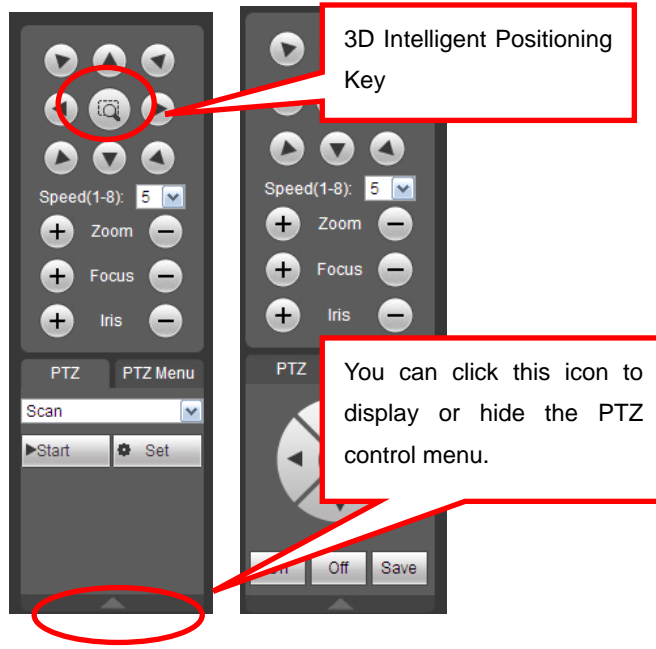 3D Intelligent Positioning
Key
Speed(1-8): 5
Zoom
Focus
Iris
PTZ PTZ Menu
Scan
Start Set
Speed(1-8): 5
Zoom
Focus
Iris
PTZ
You can click this icon to
display or hide the PTZ
control menu.
Off Save